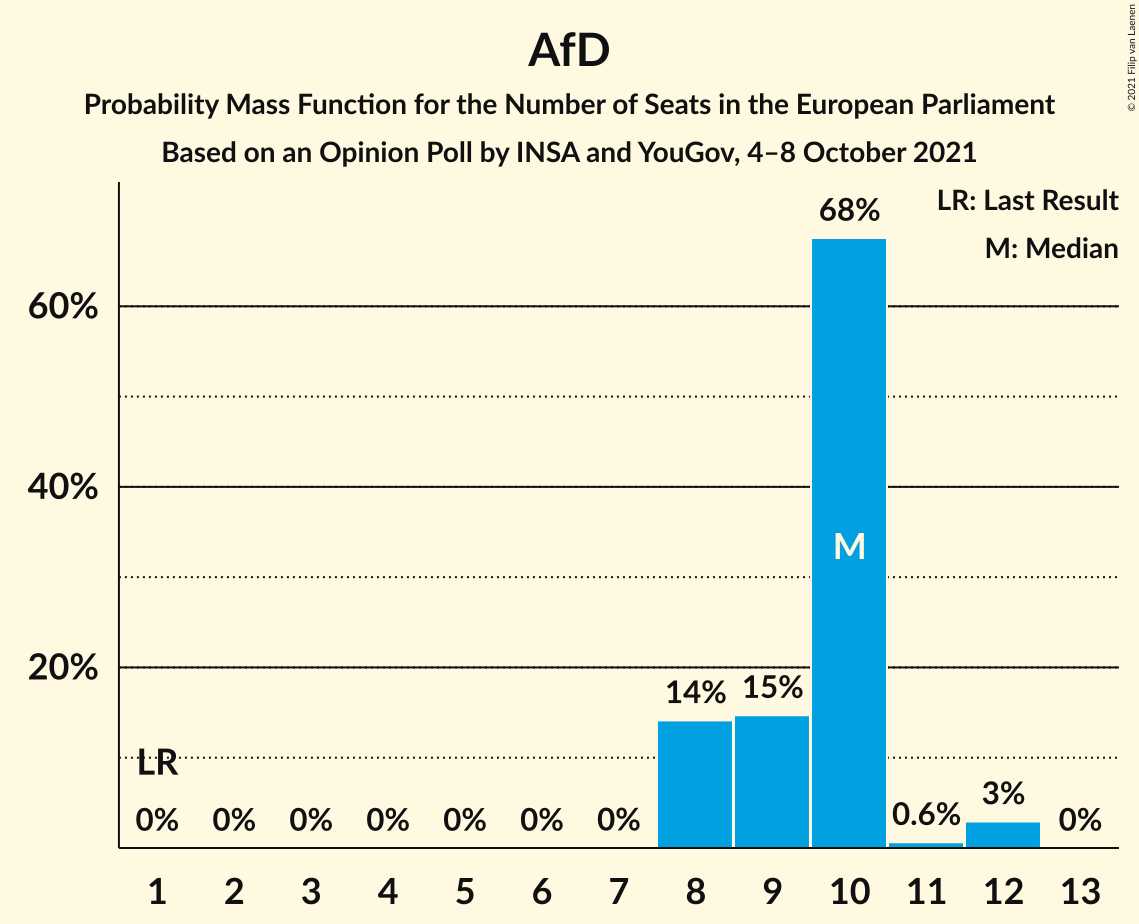 AfD
Probability Mass Function for the Number of Seats in the European Parliament
Based on an Opinion Poll by INSA and YouGov, 4–8 October 2021
© 2021 Filip van Laenen
LR: Last Result
M: Median
68%
60%
40%
M
20%
14%
15%
LR
0%
0%
0%
0%
0%
0%
0%
0.6%
3%
0%
1 2 3 4 5 6 7 8 9 10 11 12 13